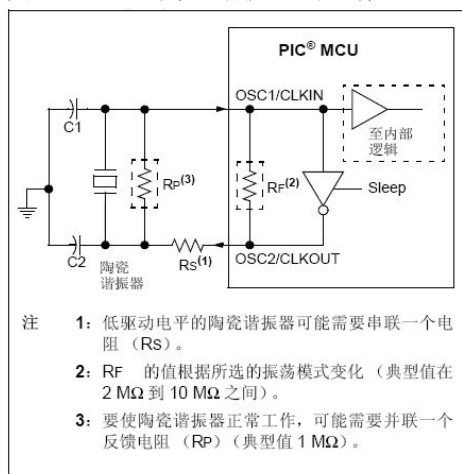 PIC® MCU
OSC1/CLKIN
C1
至内部
逻辑
RP(3)
RF(2)
Sleep
C2
陶瓷
谐振器
RS(1)
OSC2/CLKOUT
注 1: 低驱动电平的陶瓷谐振器可能需要串联一个电
阻 （RS）。
2: RF 的值根据所选的振荡模式变化 （典型值在
2 MΩ 到 10 MΩ 之间）。
3: 要使陶瓷谐振器正常工作，可能需要并联一个
反馈电阻 （RP）（典型值 1 MΩ）。